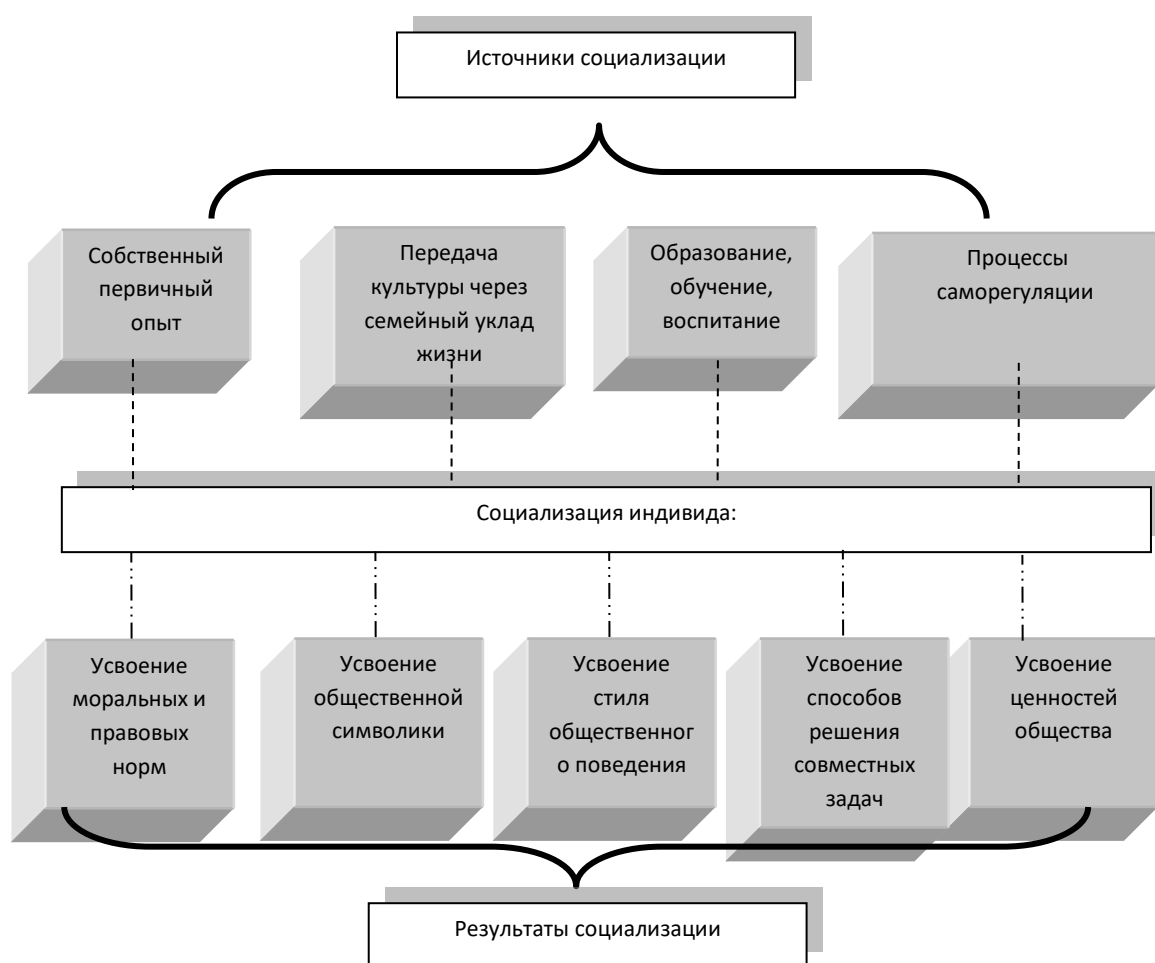 Источники социализации
Собственный
первичный
опыт
Передача
культуры через
семейный уклад
жизни
Образование,
обучение,
воспитание
Процессы
саморегуляции
Социализация индивида:
Усвоение
моральных и
правовых
норм
Усвоение
общественной
символики
Усвоение
стиля
общественног
о поведения
Усвоение
способов
решения
совместных
задач
Усвоение
ценностей
общества
Результаты социализации